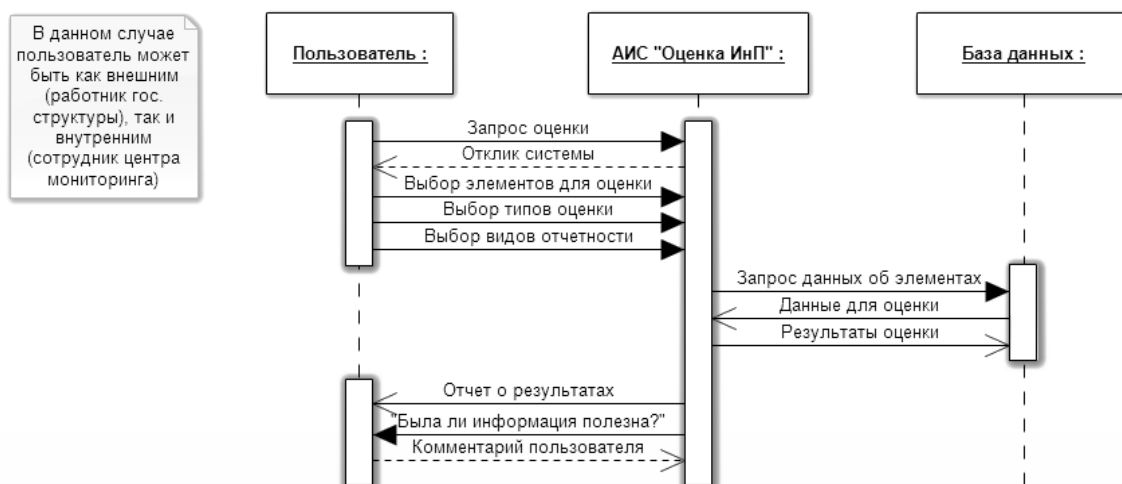 В данном случае
пользователь может
быть как внешним
(работник гос.
структуры), так и
внутренним
(сотрудник центра
мониторинга)
Пользователь :
АИС "Оценка ИнП" :
База данных :
Запрос оценки
Отклик системы
Выбор элементов для оценки
Выбор типов оценки
Выбор видов отчетности
Запрос данных об элементах
Данные для оценки
Результаты оценки
Отчет о результатах
"Была ли информация полезна?"
Комментарий пользователя